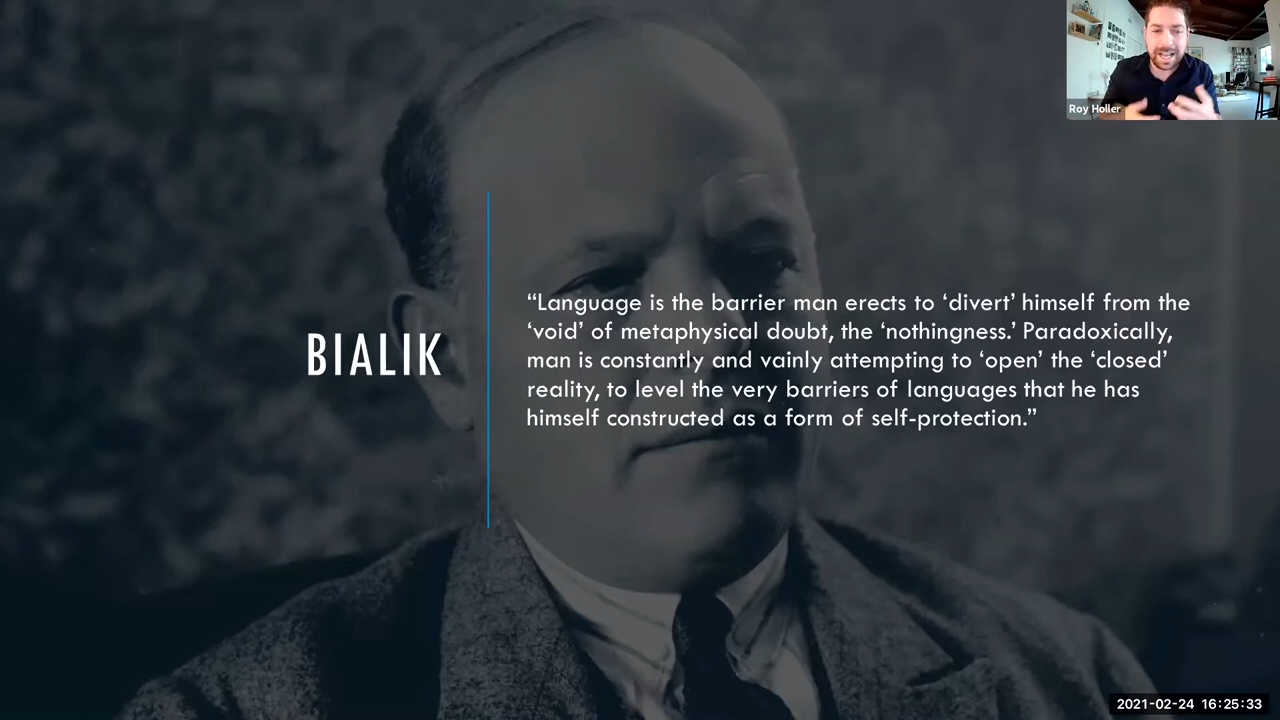 Roy Holler
BIALIK
“Language is the barrier man erects to ‘divert’ himself from the
‘void’ of metaphysical doubt, the ‘nothingness.’ Paradoxically,
man is constantly and vainly attempting to ‘open’ the ‘closed’
reality, to level the very barriers of languages that he has
himself constructed as a form of self-protection.”
2021-02-24 16:25:33